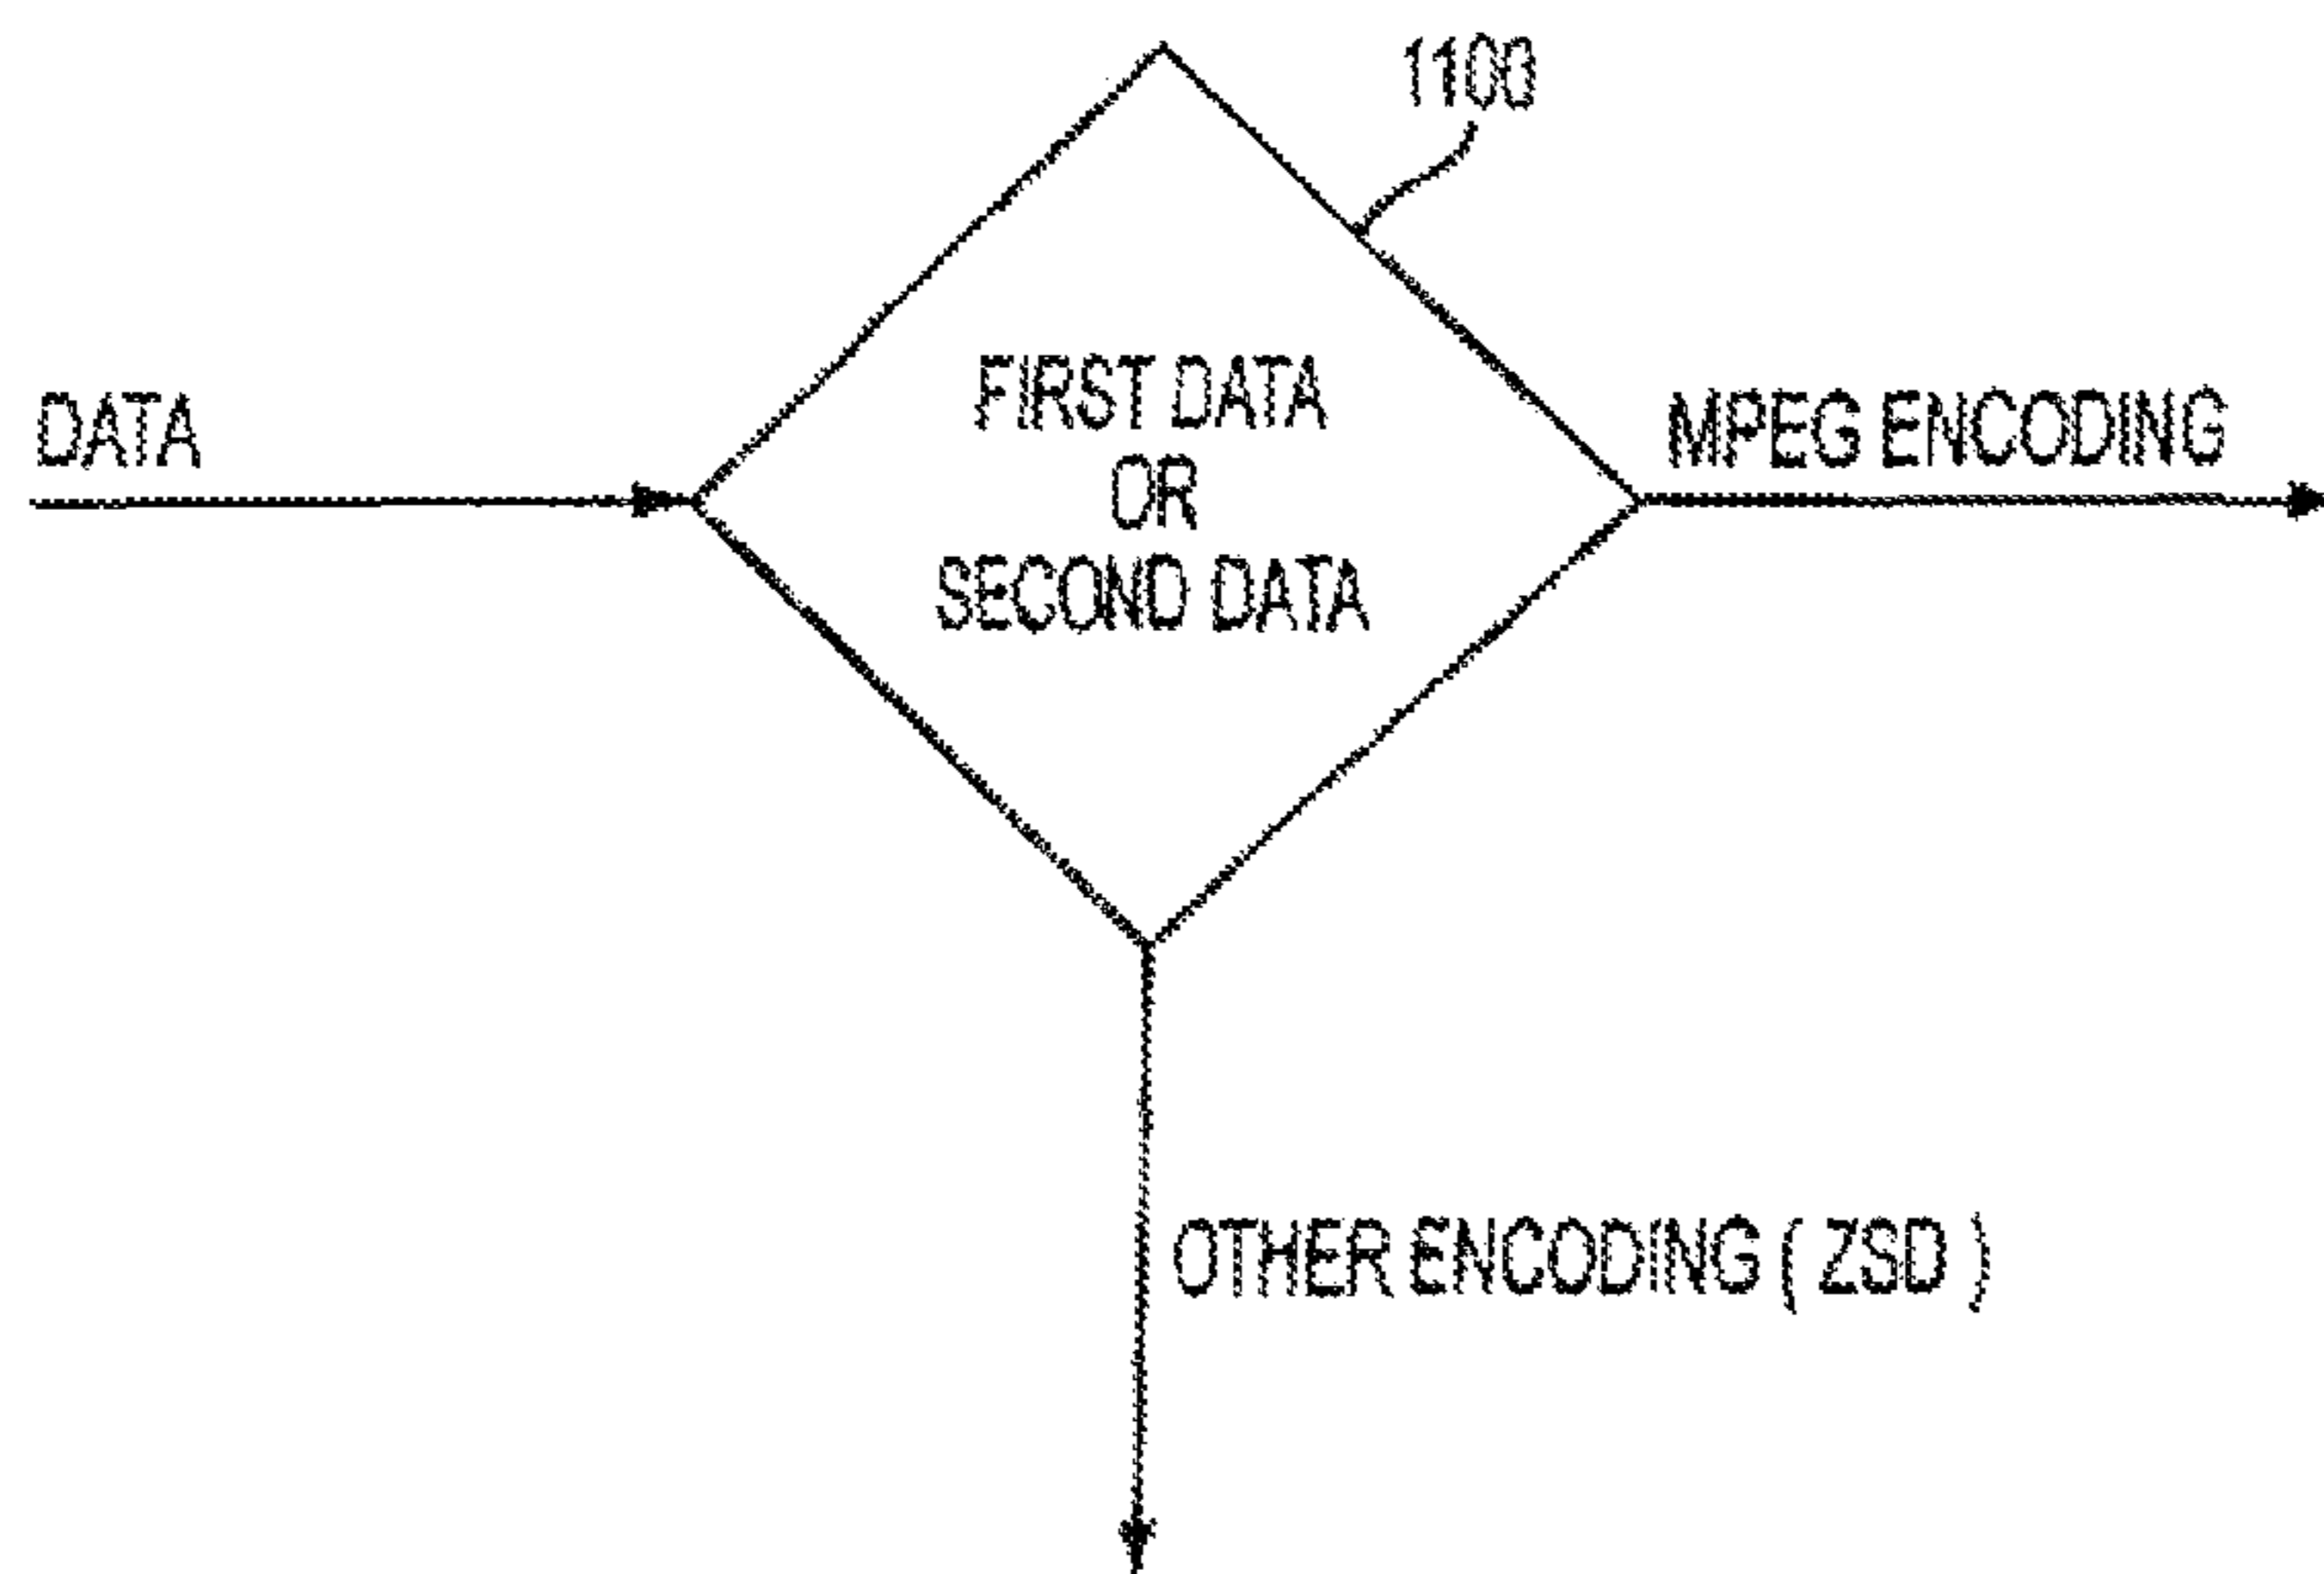 1100
DATA
FIRST DATA
OR
SECOND DATA
MPEG ENCODING
OTHER ENCODING ( ZSD )